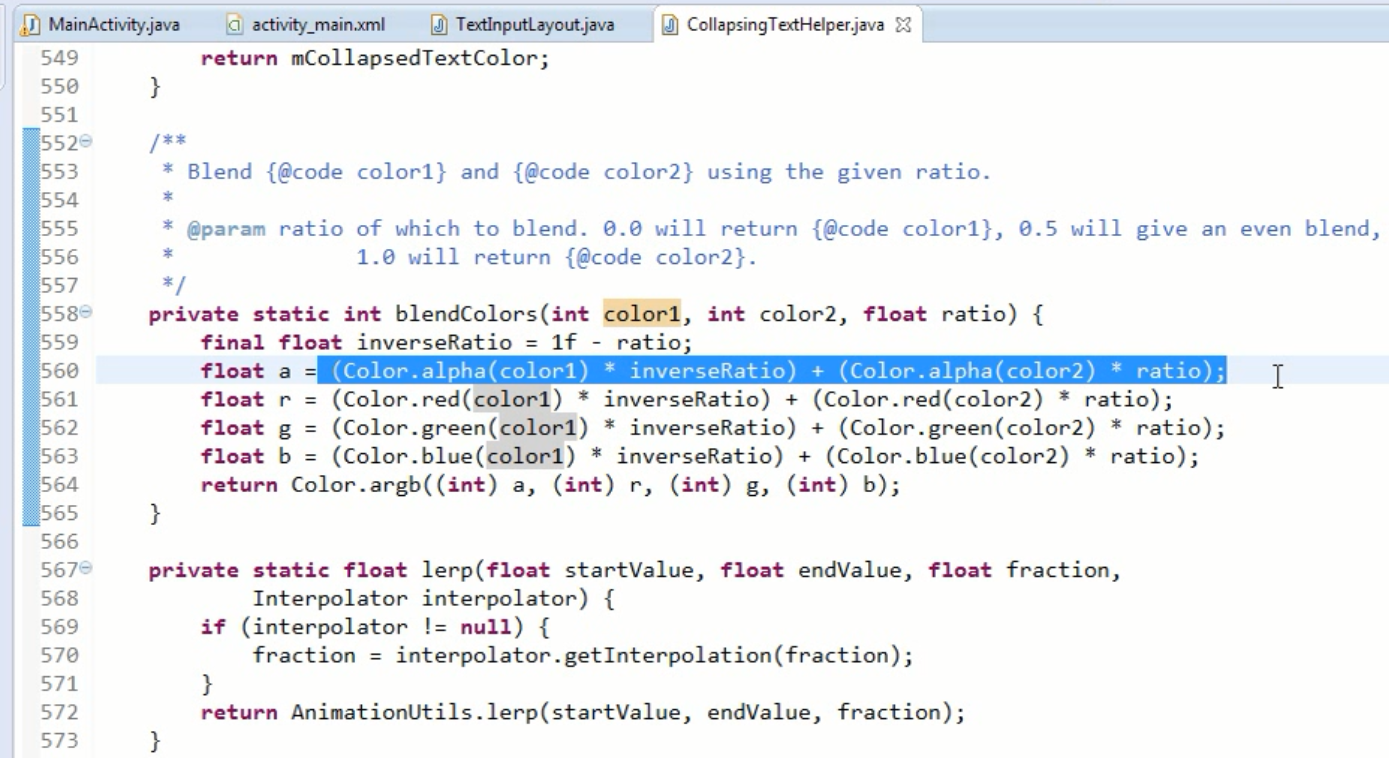 MainActivity.java activity_main.xml TextInputLayout.java CollapsingTextHelper.java
549 return mCollapsedTextColor;
550 }
551
552 /**
553 * Blend {@code color1} and {@code color2} using the given ratio.
554 *
555 * @param ratio of which to blend. 0.0 will return {@code color1}, 0.5 will give an even blend,
556 * 1.0 will return {@code color2}.
557 */
558 private static int blendColors(int color1, int color2, float ratio) {
559 final float inverseRatio = 1f - ratio;
560 float a = (Color.alpha(color1) * inverseRatio) + (Color.alpha(color2) * ratio);
561 float r = (Color.red(color1) * inverseRatio) + (Color.red(color2) * ratio);
562 float g = (Color.green(color1) * inverseRatio) + (Color.green(color2) * ratio);
563 float b = (Color.blue(color1) * inverseRatio) + (Color.blue(color2) * ratio);
564 return Color.argb((int) a, (int) r, (int) g, (int) b);
565 }
566
567 private static float lerp(float startValue, float endValue, float fraction,
568 Interpolator interpolator) {
569 if (interpolator != null) {
570 fraction = interpolator.getInterpolation(fraction);
571 }
572 return AnimationUtils.lerp(startValue, endValue, fraction);
573 }